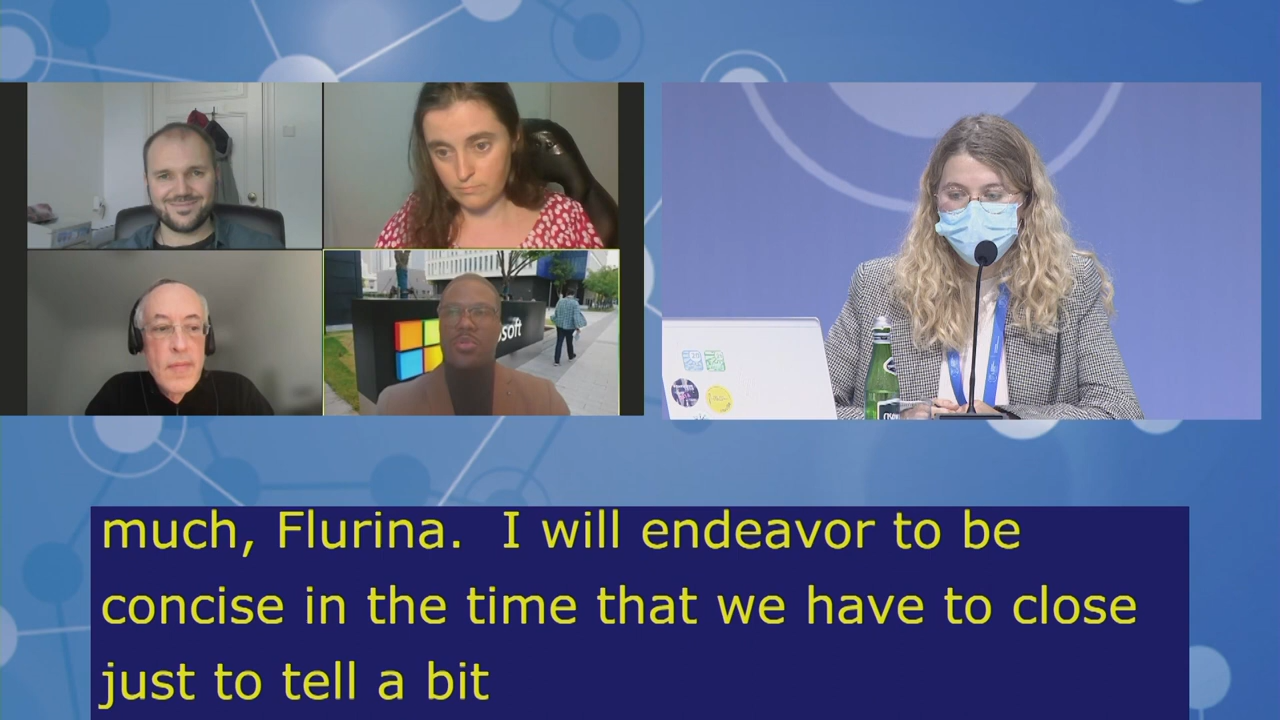 soft
much, Flurina.  I will endeavor to be
concise in the time that we have to close
just to tell a bit